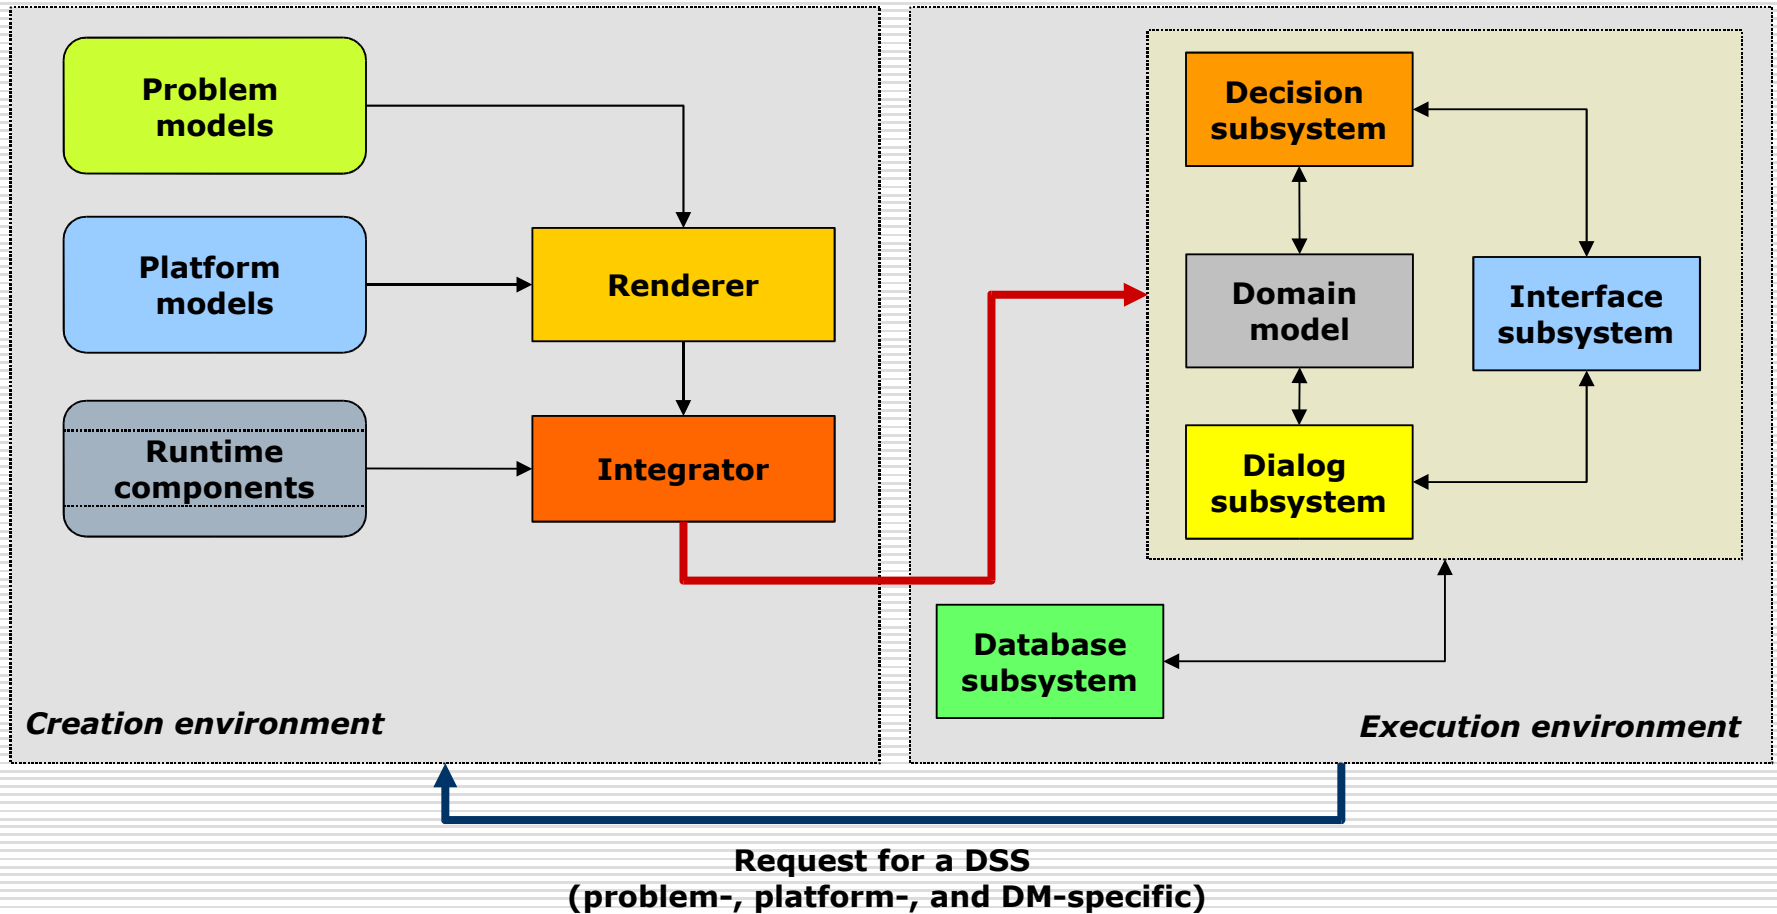 Problem
models
Platform
models
Runtime
components
Renderer
Integrator
Creation environment
Decision
subsystem
Domain
model
Interface
subsystem
Dialog
subsystem
Database
subsystem
Execution environment
Request for a DSS
(problem-, platform-, and DM-specific)